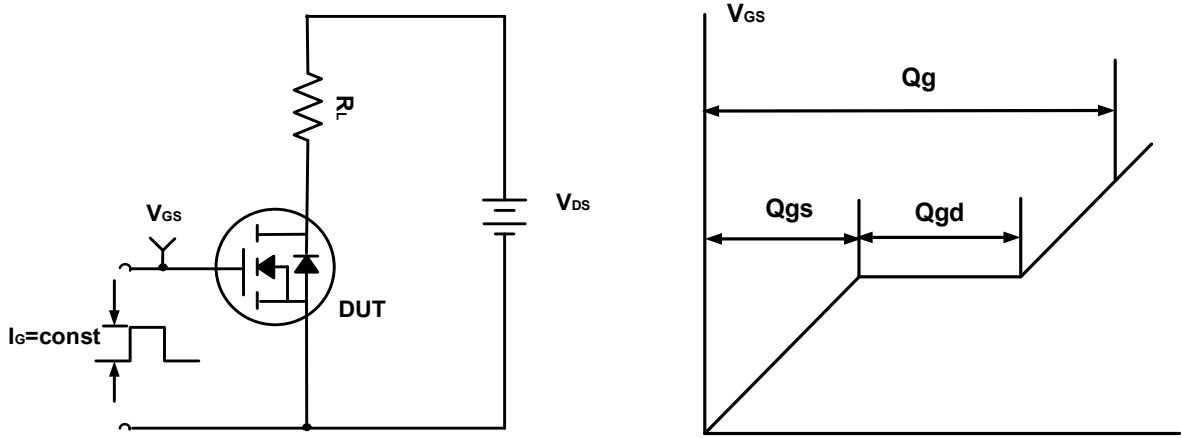 RL
VDS
VGS
DUT
IG=const
VGS
Qg
Qgs
Qgd